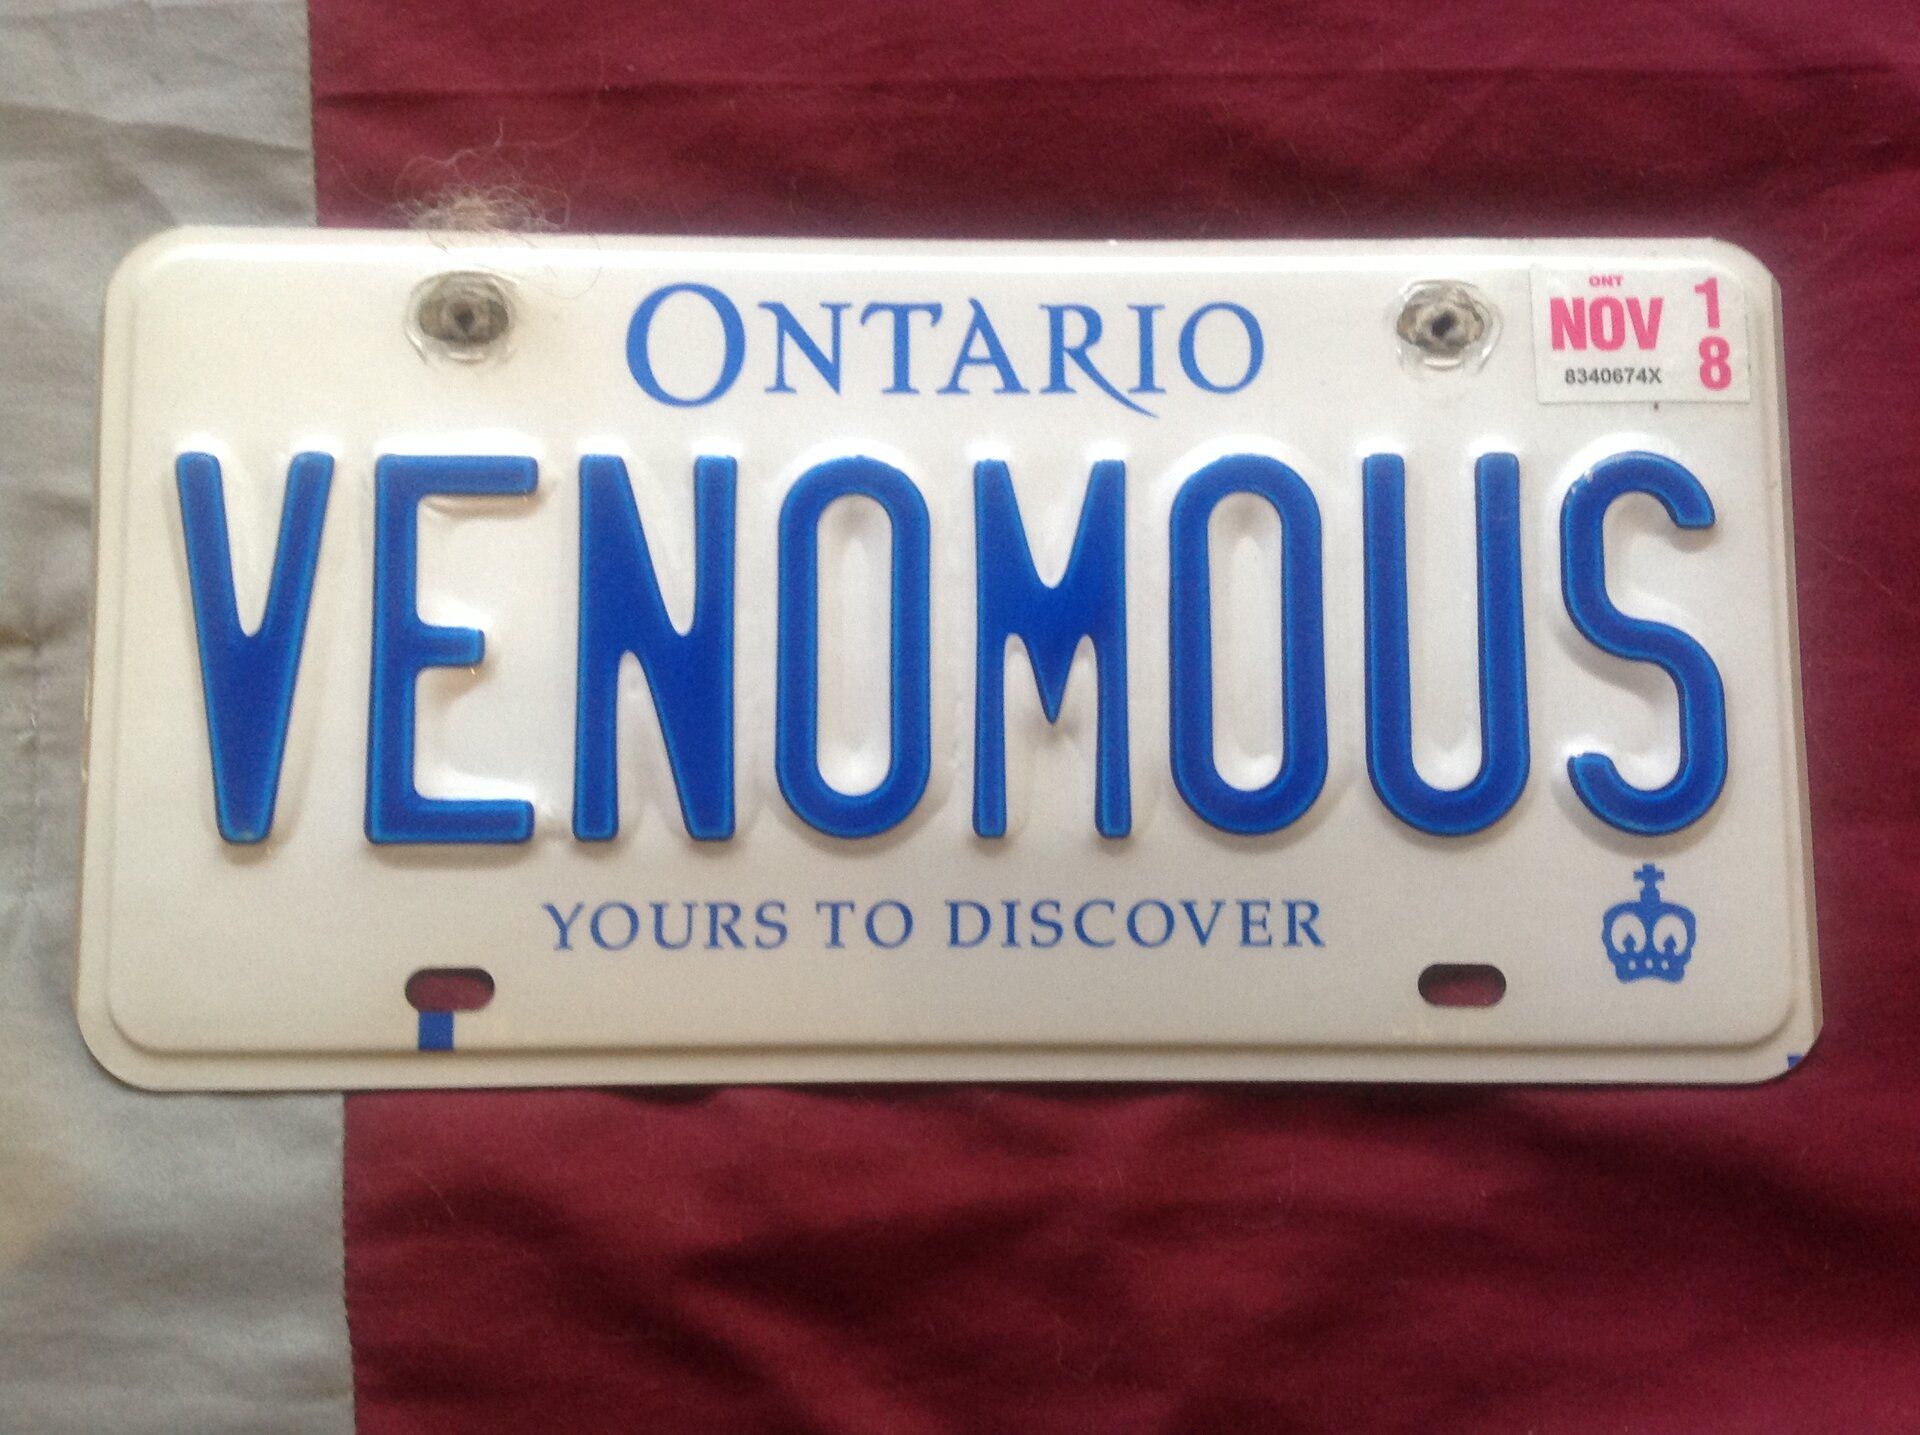 ONTARIO
ONT
NOV
18
8340674X
VENOMOUS
YOURS TO DISCOVER